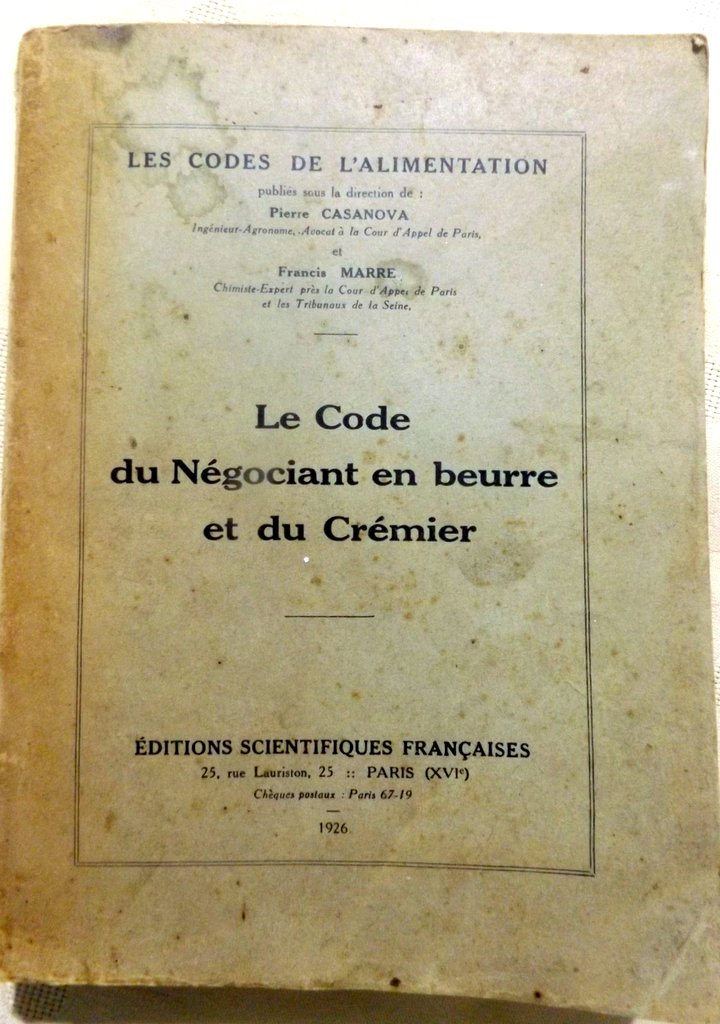 LES CODES DE L'ALIMENTATION
publiés sous la direction de :
Pierre CASANOVA
Ingénieur-Agronome, Avocat à la Cour d'Appel de Paris,
et
Francis MARRE
Chimiste-Expert près la Cour d'Appel de Paris
et les Tribunaux de la Seine,
Le Code
du Négociant en beurre
et du Crémier
ÉDITIONS SCIENTIFIQUES FRANÇAISES
25, rue Lauriston, 25 :: PARIS (XVIe)
Chèques postaux : Paris 67-19
1926